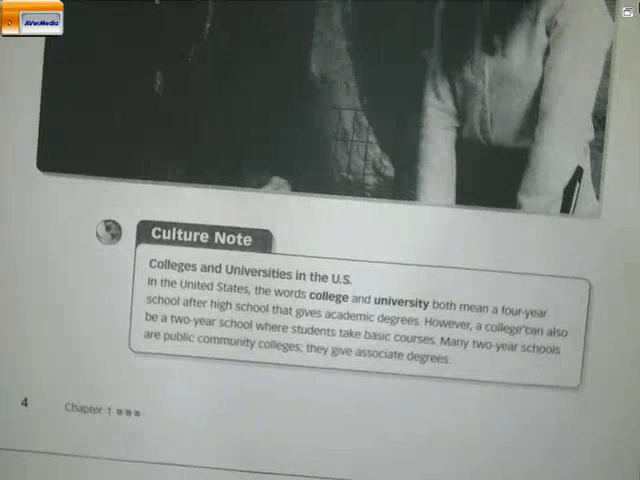 AVerMedia
Culture Note
Colleges and Universities in the U.S.
In the United States, the words college and university both mean a four-year
school after high school that gives academic degrees. However, a college can also
be a two-year school where students take basic courses. Many two-year schools
are public community colleges; they give associate degrees.
4
Chapter 1